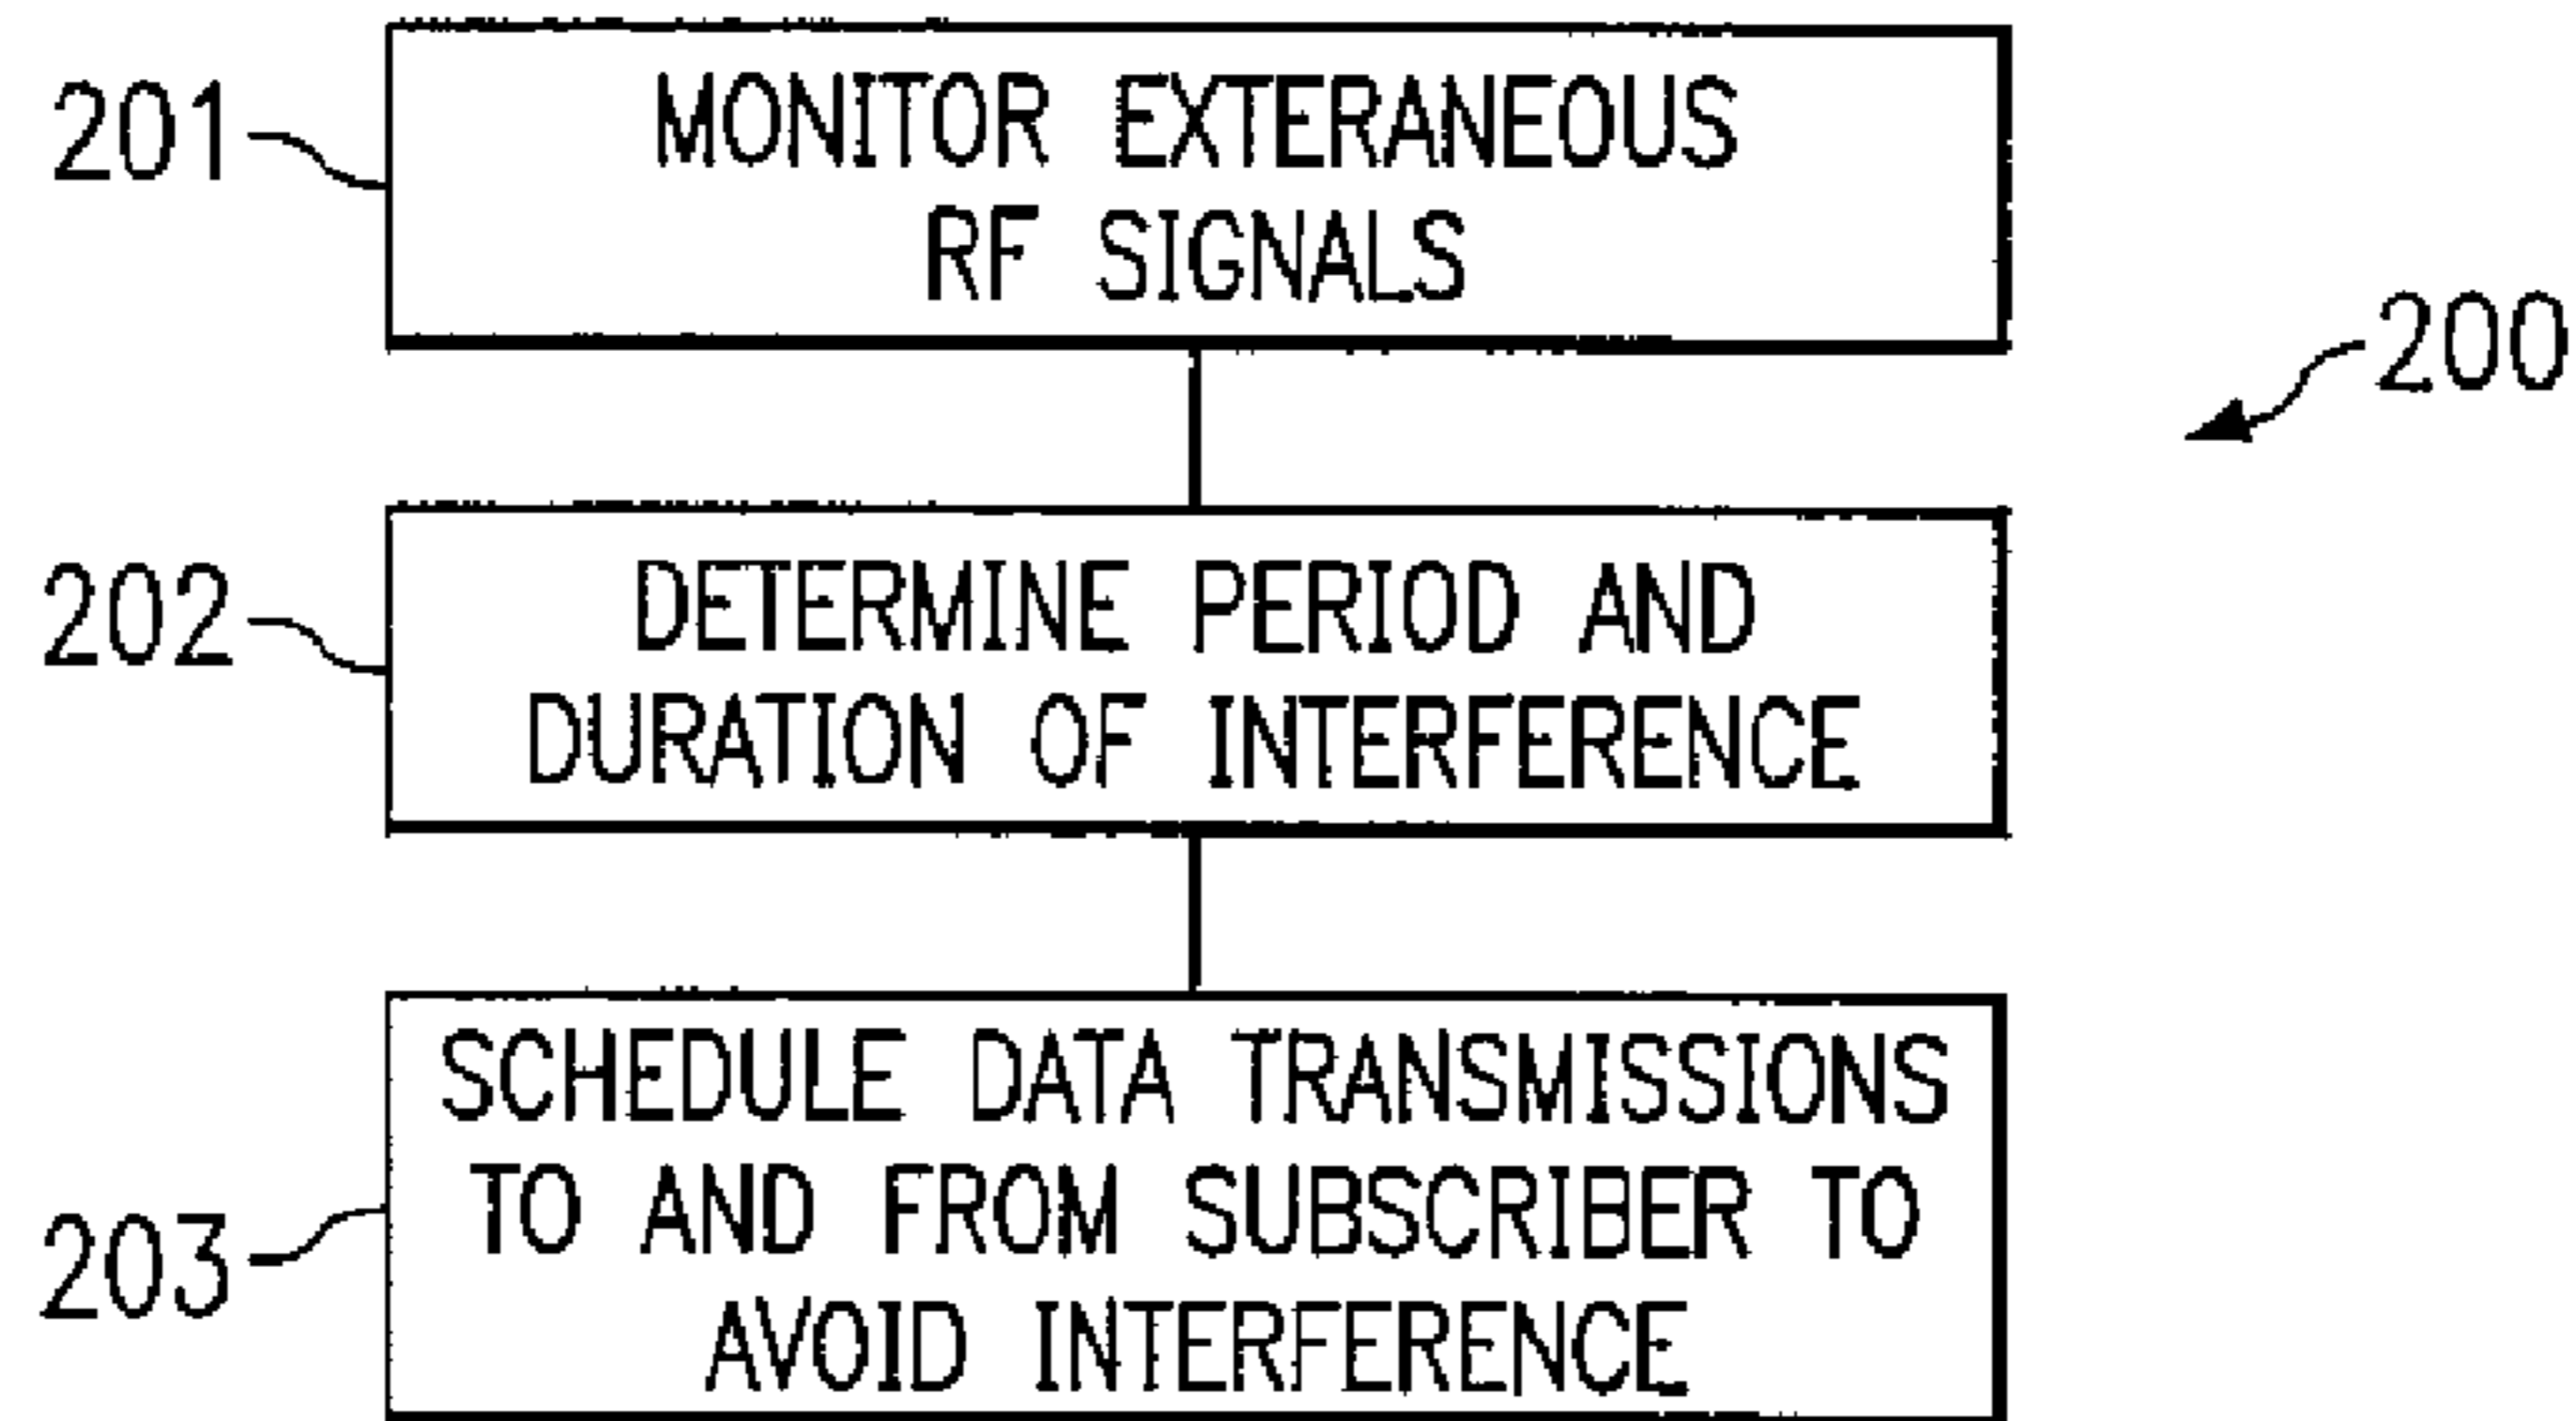 201
MONITOR EXTERANEOUS
RF SIGNALS
200
202
DETERMINE PERIOD AND
DURATION OF INTERFERENCE
203
SCHEDULE DATA TRANSMISSIONS
TO AND FROM SUBSCRIBER TO
AVOID INTERFERENCE